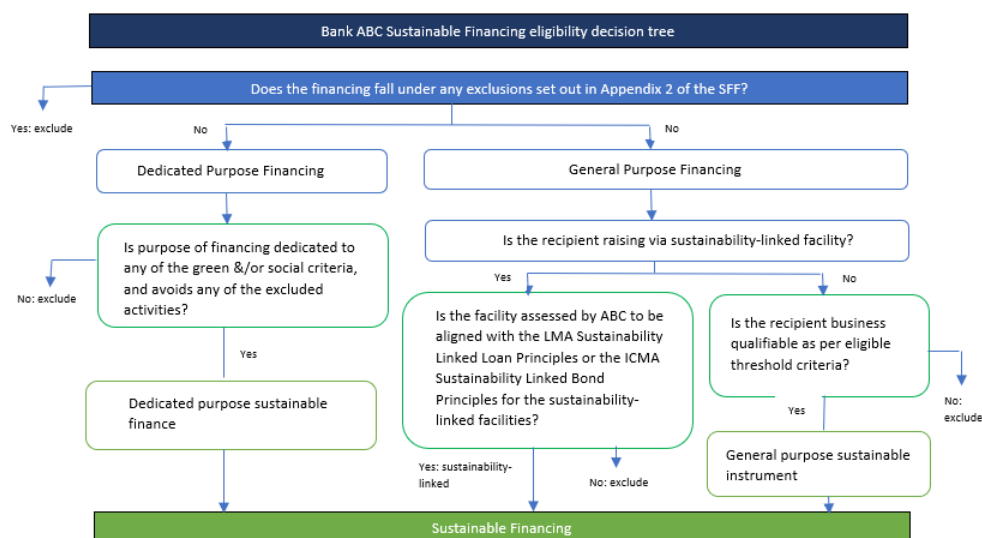 Bank ABC Sustainable Financing eligibility decision tree
Does the financing fall under any exclusions set out in Appendix 2 of the SFF?
Yes: exclude
No
No
Dedicated Purpose Financing
General Purpose Financing
Is purpose of financing dedicated to
any of the green &/or social criteria,
and avoids any of the excluded
activities?
No: exclude
Is the recipient raising via sustainability-linked facility?
Yes
No
Is the facility assessed by ABC to be
aligned with the LMA Sustainability
Linked Loan Principles or the ICMA
Sustainability Linked Bond
Principles for the sustainability-
linked facilities?
Is the recipient business
qualifiable as per eligible
threshold criteria?
Yes
No:
exclude
Yes
Dedicated purpose sustainable
finance
Yes: sustainability-
linked
No: exclude
General purpose sustainable
instrument
Sustainable Financing